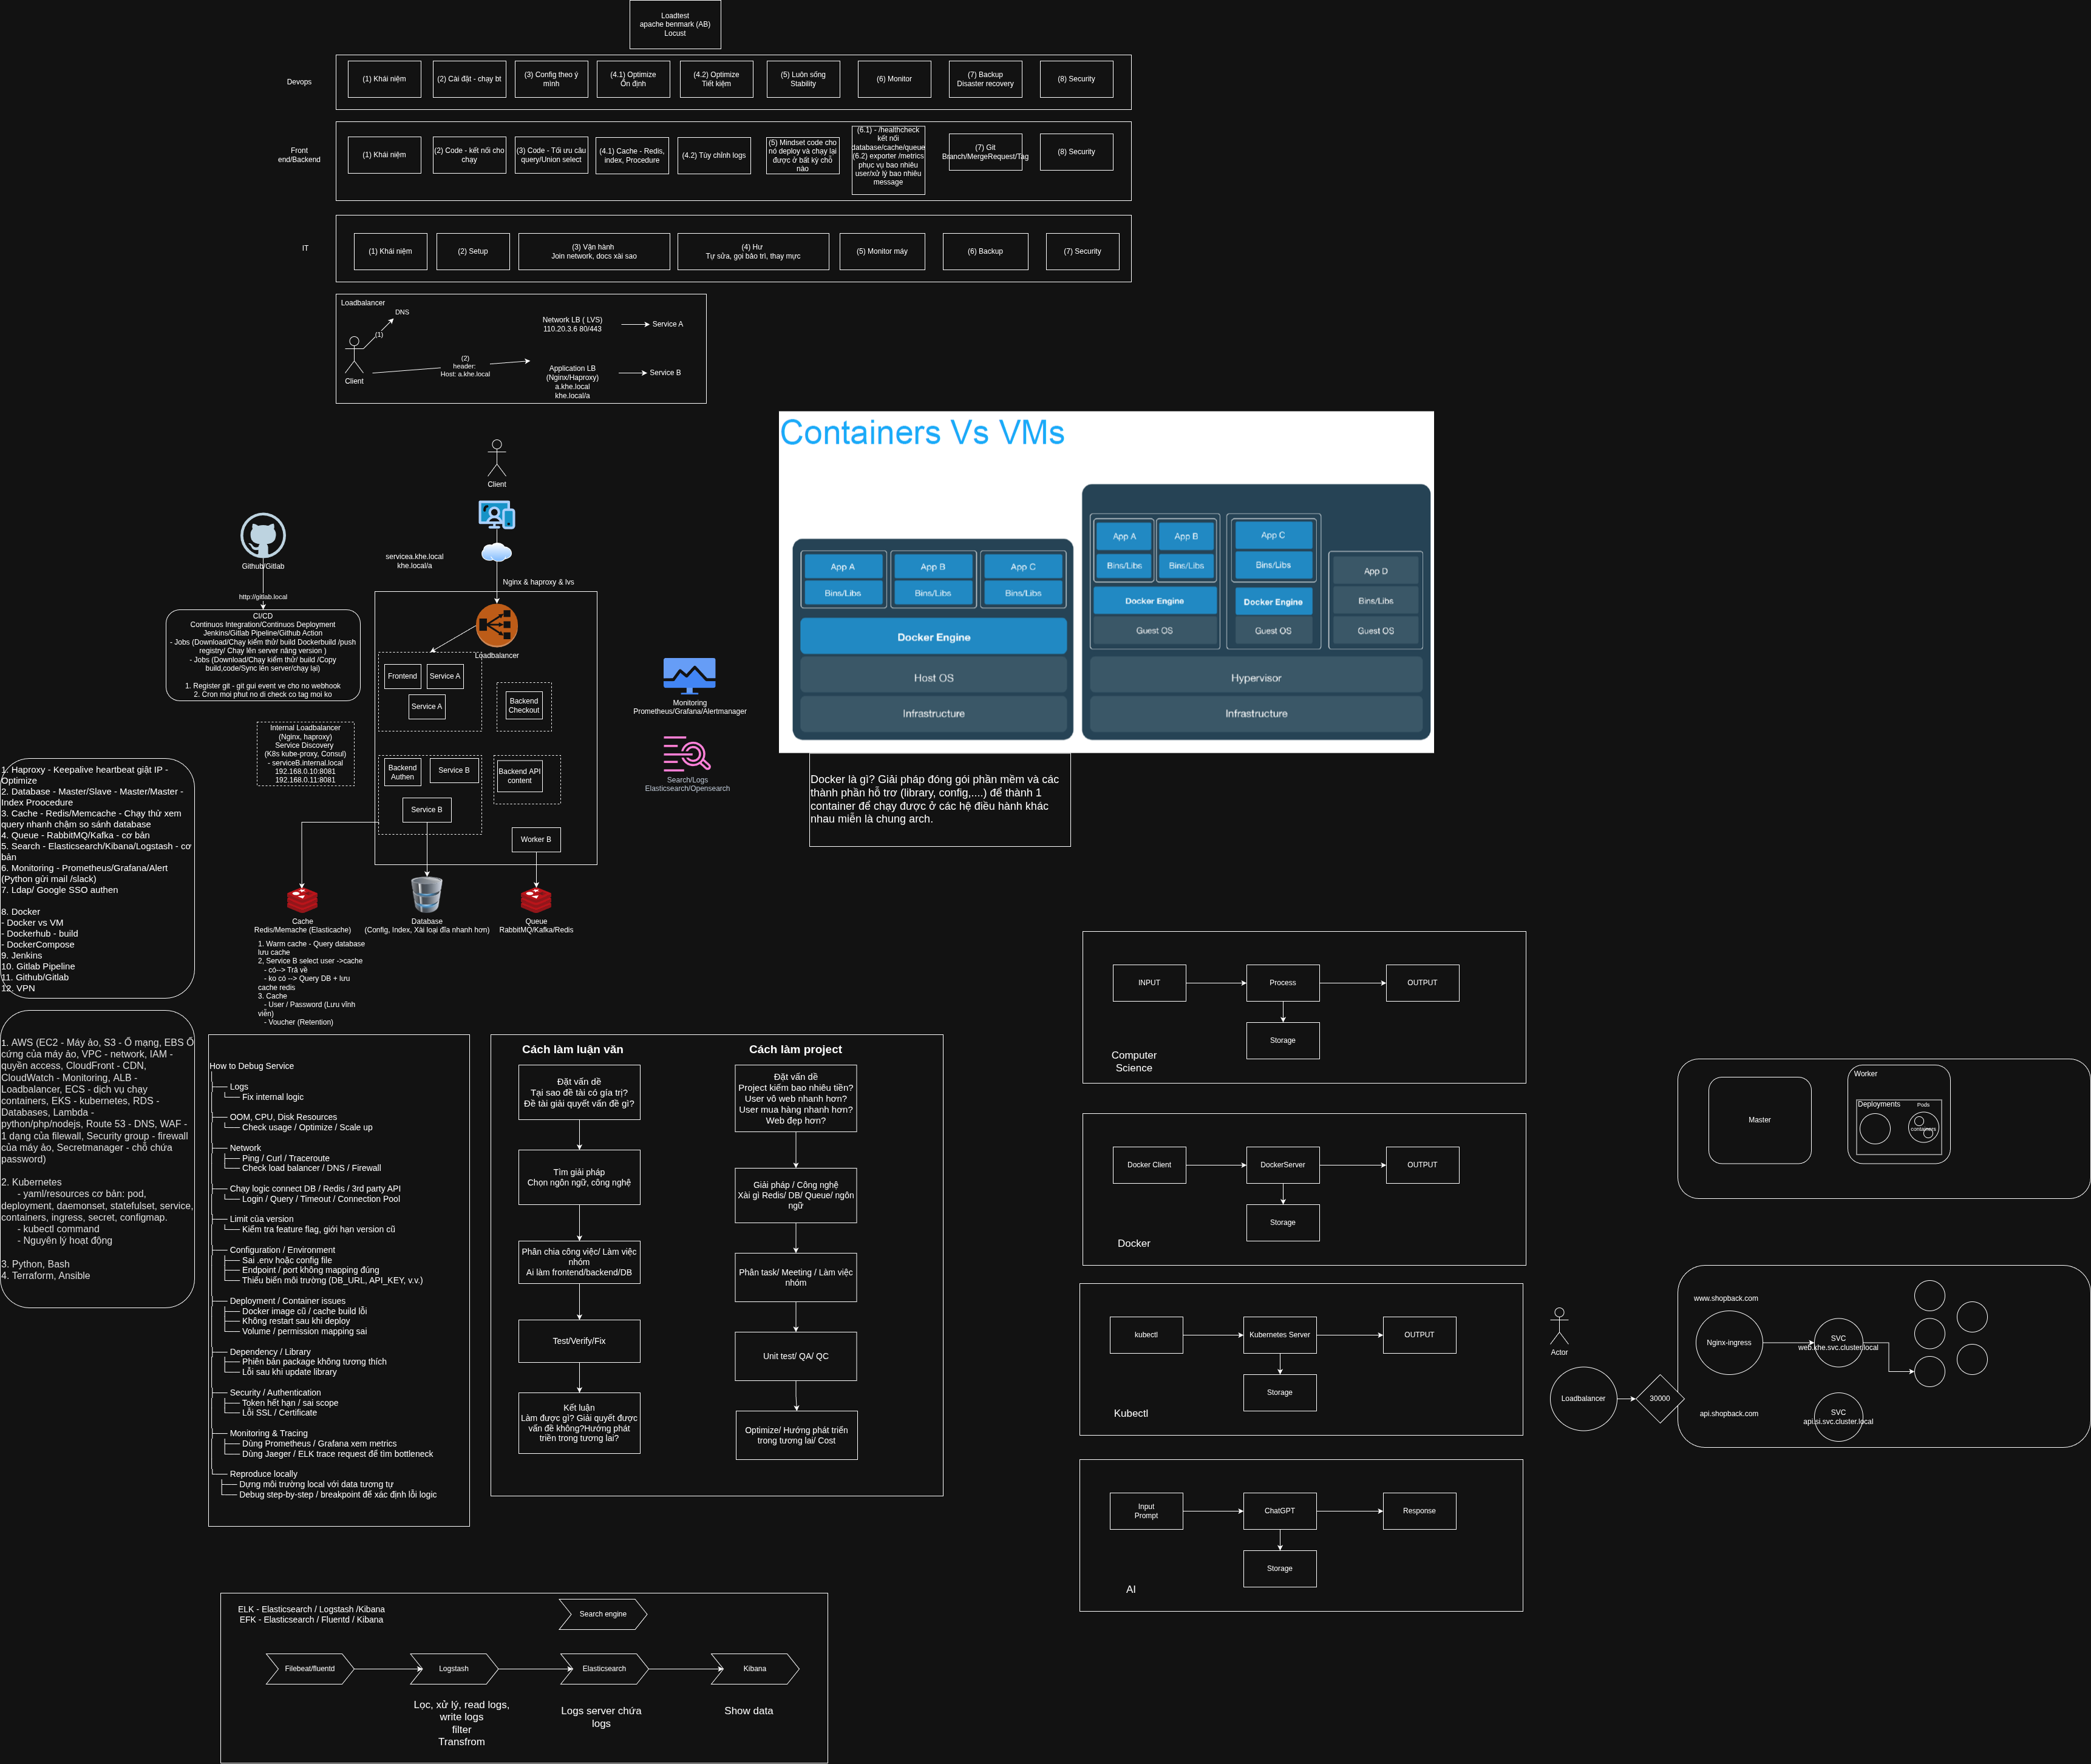 Loadtest
apache benmark (AB)
Locust
Devops
(1) Khái niệm
(2) Cài đặt - chạy bt
(3) Config theo ý
mình
(4.1) Optimize
Ổn định
(4.2) Optimize
Tiết kiệm
(5) Luôn sống
Stability
(6) Monitor
(7) Backup
Disaster recovery
(8) Security
Front
end/Backend
(1) Khái niệm
(2) Code - kết nối cho
chạy
(3) Code - Tối ưu câu
query/Union select
(4.1) Cache - Redis,
index, Procedure
(4.2) Tùy chỉnh logs
(5) Mindset code cho
nó deploy và chạy lại
được ở bất kỳ chỗ
nào
(6.1) - /healthcheck
kết nối
database/cache/queue
(6.2) exporter /metrics
phục vụ bao nhiêu
user/xử lý bao nhiêu
message
(7) Git
Branch/MergeRequest/Tag
(8) Security
IT
(1) Khái niệm
(2) Setup
(3) Vận hành
Join network, docs xài sao
(4) Hư
Tự sửa, gọi bảo trì, thay mực
(5) Monitor máy
(6) Backup
(7) Security
Loadbalancer
DNS
(1)
Client
(2)
header:
Host: a.khe.local
Network LB ( LVS)
110.20.3.6 80/443
Service A
Application LB
(Nginx/Haproxy)
a.khe.local
khe.local/a
Service B
Client
Github/Gitlab
http://gitlab.local
servicea.khe.local
khe.local/a
Nginx & haproxy & lvs
CI/CD
Continuos Integration/Continuos Deployment
Jenkins/Gitlab Pipeline/Github Action
- Jobs (Download/Chạy kiểm thử/ build Dockerbuild /push
registry/ Chạy lên server nâng version )
- Jobs (Download/Chạy kiểm thử/ build /Copy
build,code/Sync lên server/chạy lại)
1. Register git - git gui event ve cho no webhook
2. Cron moi phut no di check co tag moi ko
Loadbalancer
Frontend
Service A
Service A
Backend
Checkout
Internal Loadbalancer
(Nginx, haproxy)
Service Discovery
(K8s kube-proxy, Consul)
- serviceB.internal.local
192.168.0.10:8081
192.168.0.11:8081
Backend
Authen
Service B
Service B
Backend API
content
Worker B
Monitoring
Prometheus/Grafana/Alertmanager
Search/Logs
Elasticsearch/Opensearch
Cache
Redis/Memache (Elasticache)
Database
(Config, Index, Xài loại đĩa nhanh hơn)
Queue
RabbitMQ/Kafka/Redis
1. Warm cache - Query database
lưu cache
2, Service B select user ->cache
- có--> Trả về
- ko có --> Query DB + lưu
cache redis
3. Cache
- User / Password (Lưu vĩnh
viễn)
- Voucher (Retention)
Containers Vs VMs
App A
App B
App C
Bins/Libs
Bins/Libs
Bins/Libs
Docker Engine
Host OS
Infrastructure
App A
App B
App C
App D
Bins/Libs
Bins/Libs
Bins/Libs
Bins/Libs
Docker Engine
Docker Engine
Guest OS
Guest OS
Guest OS
Hypervisor
Infrastructure
Docker là gì? Giải pháp đóng gói phần mềm và các
thành phần hỗ trơ (library, config,....) để thành 1
container để chạy được ở các hệ điều hành khác
nhau miễn là chung arch.
1. Haproxy - Keepalive heartbeat giật IP -
Optimize
2. Database - Master/Slave - Master/Master -
Index Proocedure
3. Cache - Redis/Memcache - Chạy thử xem
query nhanh chậm so sánh database
4. Queue - RabbitMQ/Kafka - cơ bản
5. Search - Elasticsearch/Kibana/Logstash - cơ
bản
6. Monitoring - Prometheus/Grafana/Alert
(Python gửi mail /slack)
7. Ldap/ Google SSO authen
8. Docker
- Docker vs VM
- Dockerhub - build
- DockerCompose
9. Jenkins
10. Gitlab Pipeline
11. Github/Gitlab
12. VPN
1. AWS (EC2 - Máy ảo, S3 - Ổ mạng, EBS Ổ
cứng của máy ảo, VPC - network, IAM -
quyền access, CloudFront - CDN,
CloudWatch - Monitoring, ALB -
Loadbalancer, ECS - dịch vụ chạy
containers, EKS - kubernetes, RDS -
Databases, Lambda -
python/php/nodejs, Route 53 - DNS, WAF -
1 dạng của filewall, Security group - firewall
của máy ảo, Secretmanager - chỗ chứa
password)
2. Kubernetes
- yaml/resources cơ bản: pod,
deployment, daemonset, statefulset, service,
containers, ingress, secret, configmap.
- kubectl command
- Nguyên lý hoạt động
3. Python, Bash
4. Terraform, Ansible
How to Debug Service
├── Logs
└── Fix internal logic
├── OOM, CPU, Disk Resources
└── Check usage / Optimize / Scale up
├── Network
├── Ping / Curl / Traceroute
└── Check load balancer / DNS / Firewall
├── Chạy logic connect DB / Redis / 3rd party API
└── Login / Query / Timeout / Connection Pool
├── Limit của version
└── Kiểm tra feature flag, giới hạn version cũ
├── Configuration / Environment
├── Sai .env hoặc config file
├── Endpoint / port không mapping đúng
└── Thiếu biến môi trường (DB_URL, API_KEY, v.v.)
├── Deployment / Container issues
├── Docker image cũ / cache build lỗi
├── Không restart sau khi deploy
└── Volume / permission mapping sai
├── Dependency / Library
├── Phiên bản package không tương thích
└── Lỗi sau khi update library
├── Security / Authentication
├── Token hết hạn / sai scope
└── Lỗi SSL / Certificate
├── Monitoring & Tracing
├── Dùng Prometheus / Grafana xem metrics
└── Dùng Jaeger / ELK trace request để tìm bottleneck
└── Reproduce locally
├── Dựng môi trường local với data tương tự
└── Debug step-by-step / breakpoint để xác định lỗi logic
Cách làm luận văn
Đặt vấn dề
Tại sao đề tài có gía trị?
Đề tài giải quyết vấn đề gì?
Tìm giải pháp
Chọn ngôn ngữ, công nghệ
Phân chia công việc/ Làm việc
nhóm
Ai làm frontend/backend/DB
Test/Verify/Fix
Kết luận
Làm được gì? Giải quyết được
vấn đề không?Hướng phát
triền trong tương lai?
Cách làm project
Đặt vấn dề
Project kiếm bao nhiêu tiền?
User vô web nhanh hơn?
User mua hàng nhanh hơn?
Web đẹp hơn?
Giải pháp / Công nghệ
Xài gì Redis/ DB/ Queue/ ngôn
ngữ
Phân task/ Meeting / Làm việc
nhóm
Unit test/ QA/ QC
Optimize/ Hướng phát triển
trong tương lai/ Cost
INPUT
Process
OUTPUT
Storage
Computer
Science
Docker Client
DockerServer
OUTPUT
Storage
Docker
kubectl
Kubernetes Server
OUTPUT
Storage
Kubectl
Input
Prompt
ChatGPT
Response
Storage
AI
Master
Worker
Deployments
Pods
containers
Actor
Loadbalancer
30000
www.shopback.com
Nginx-ingress
SVC
web.khe.svc.cluster.local
api.shopback.com
SVC
api.si.svc.cluster.local
ELK - Elasticsearch / Logstash /Kibana
EFK - Elasticsearch / Fluentd / Kibana
Search engine
Filebeat/fluentd
Logstash
Elasticsearch
Kibana
Lọc, xử lý, read logs,
write logs
filter
Transfrom
Logs server chứa
logs
Show data